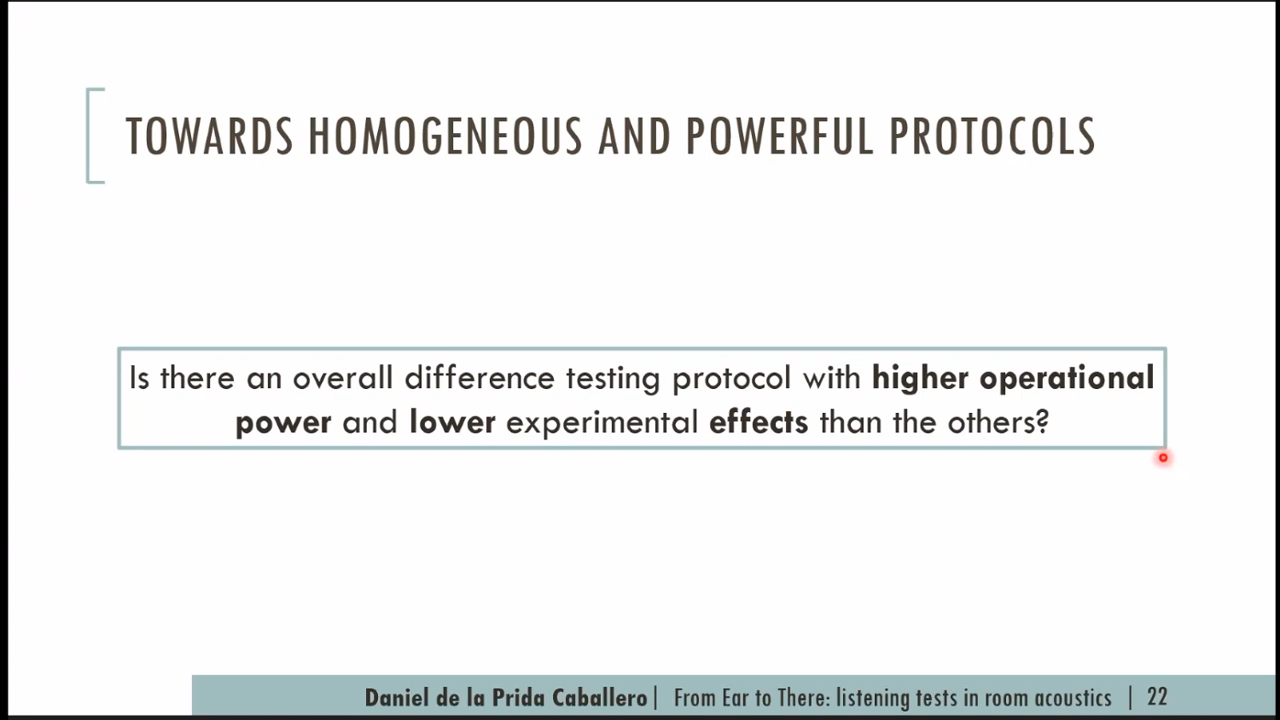 TOWARDS HOMOGENEOUS AND POWERFUL PROTOCOLS
Is there an overall difference testing protocol with higher operational
power and lower experimental effects than the others?
Daniel de la Prida Caballero| From Ear to There: listening tests in room acoustics | 22